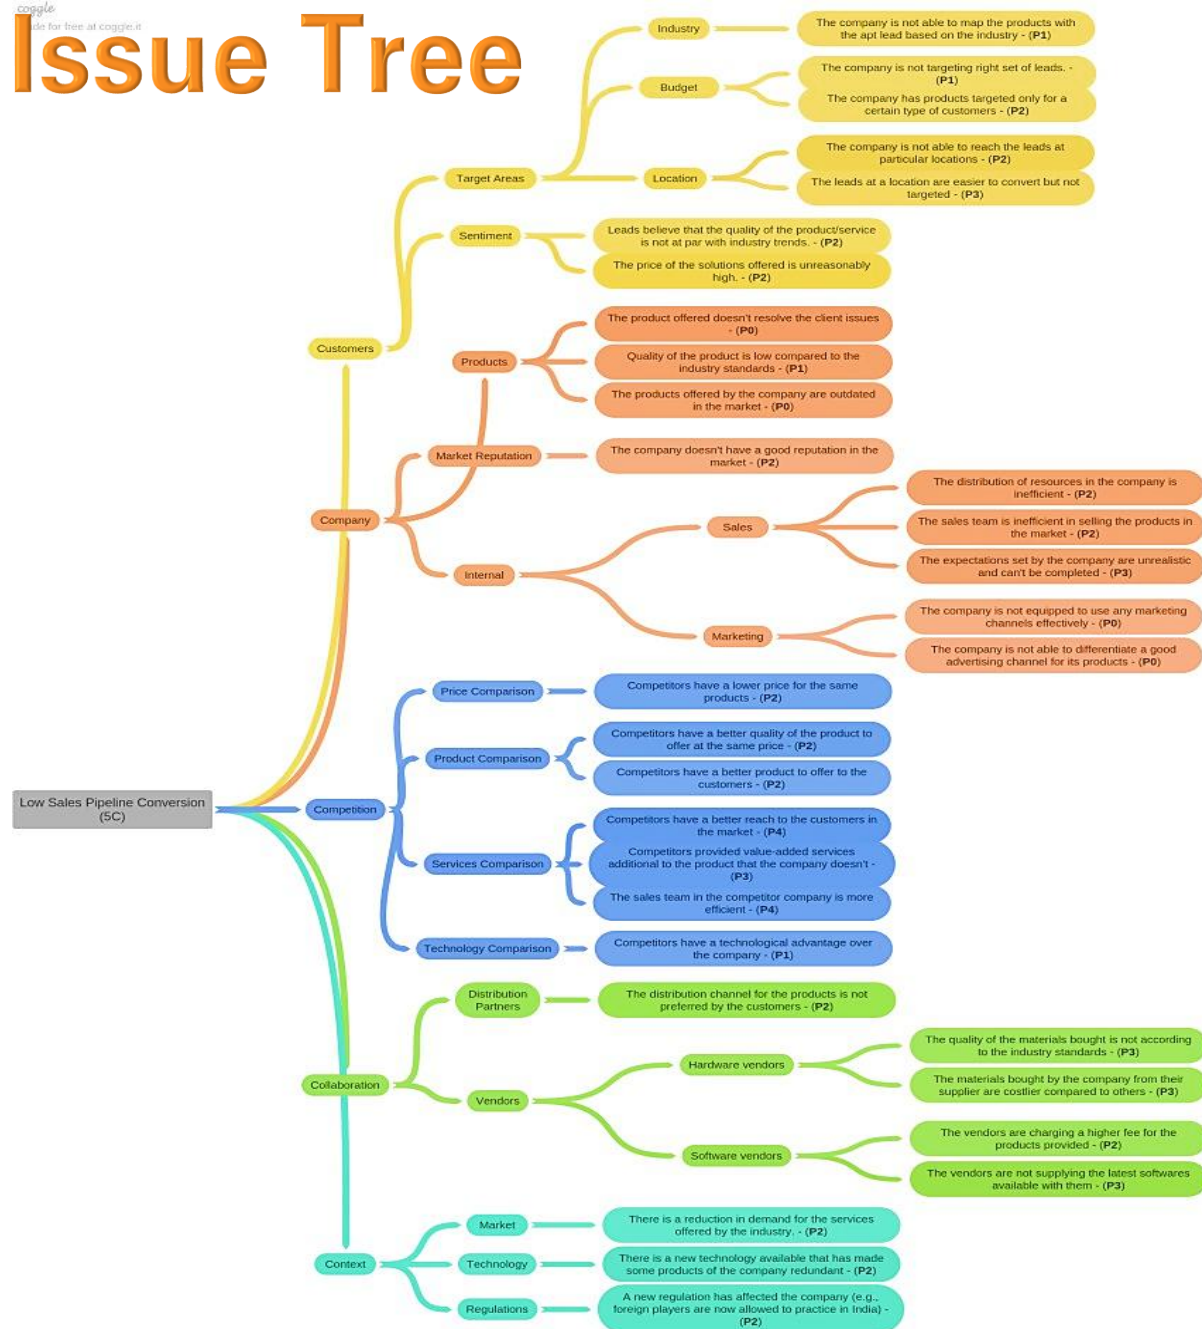 coggle
made for free at coggle.it
Issue Tree
Industry
The company is not able to map the products with
the apt lead based on the industry - (P1)
Budget
The company is not targeting right set of leads. -
(P1)
The company has products targeted only for a
certain type of customers - (P2)
Target Areas
Location
The company is not able to reach the leads at
particular locations - (P2)
The leads at a location are easier to convert but not
targeted - (P3)
Sentiment
Leads believe that the quality of the product/service
is not at par with industry trends. - (P2)
The price of the solutions offered is unreasonably
high. - (P2)
Customers
Products
The product offered doesn't resolve the client issues
- (P0)
Quality of the product is low compared to the
industry standards - (P1)
The products offered by the company are outdated
in the market - (P0)
Market Reputation
The company doesn't have a good reputation in the
market - (P2)
Company
Internal
Sales
The distribution of resources in the company is
inefficient - (P2)
The sales team is inefficient in selling the products in
the market - (P2)
The expectations set by the company are unrealistic
and can't be completed - (P3)
Marketing
The company is not equipped to use any marketing
channels effectively - (P0)
The company is not able to differentiate a good
advertising channel for its products - (P0)
Low Sales Pipeline Conversion
(5C)
Competition
Price Comparison
Competitors have a lower price for the same
products - (P2)
Product Comparison
Competitors have a better quality of the product to
offer at the same price - (P2)
Competitors have a better product to offer to the
customers - (P2)
Services Comparison
Competitors have a better reach to the customers in
the market - (P4)
Competitors provided value-added services
additional to the product that the company doesn't -
(P3)
The sales team in the competitor company is more
efficient - (P4)
Technology Comparison
Competitors have a technological advantage over
the company - (P1)
Distribution
Partners
The distribution channel for the products is not
preferred by the customers - (P2)
Collaboration
Vendors
Hardware vendors
The quality of the materials bought is not according
to the industry standards - (P3)
The materials bought by the company from their
supplier are costlier compared to others - (P3)
Software vendors
The vendors are charging a higher fee for the
products provided - (P2)
The vendors are not supplying the latest softwares
available with them - (P3)
Context
Market
There is a reduction in demand for the services
offered by the industry. - (P2)
Technology
There is a new technology available that has made
some products of the company redundant - (P2)
Regulations
A new regulation has affected the company (e.g.,
foreign players are now allowed to practice in India) -
(P2)